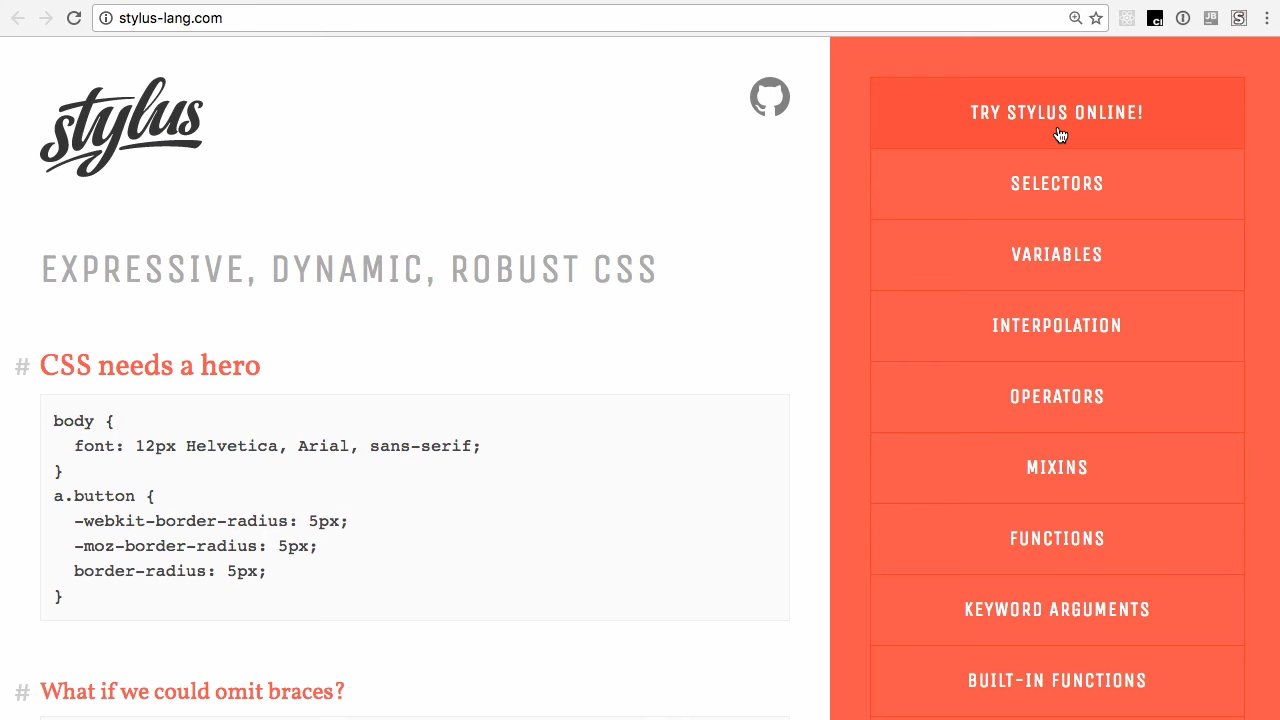 stylus-lang.com
stylus
EXPRESSIVE, DYNAMIC, ROBUST CSS
# CSS needs a hero
body {
  font: 12px Helvetica, Arial, sans-serif;
}
a.button {
  -webkit-border-radius: 5px;
  -moz-border-radius: 5px;
  border-radius: 5px;
}
# What if we could omit braces?
TRY STYLUS ONLINE!
SELECTORS
VARIABLES
INTERPOLATION
OPERATORS
MIXINS
FUNCTIONS
KEYWORD ARGUMENTS
BUILT-IN FUNCTIONS